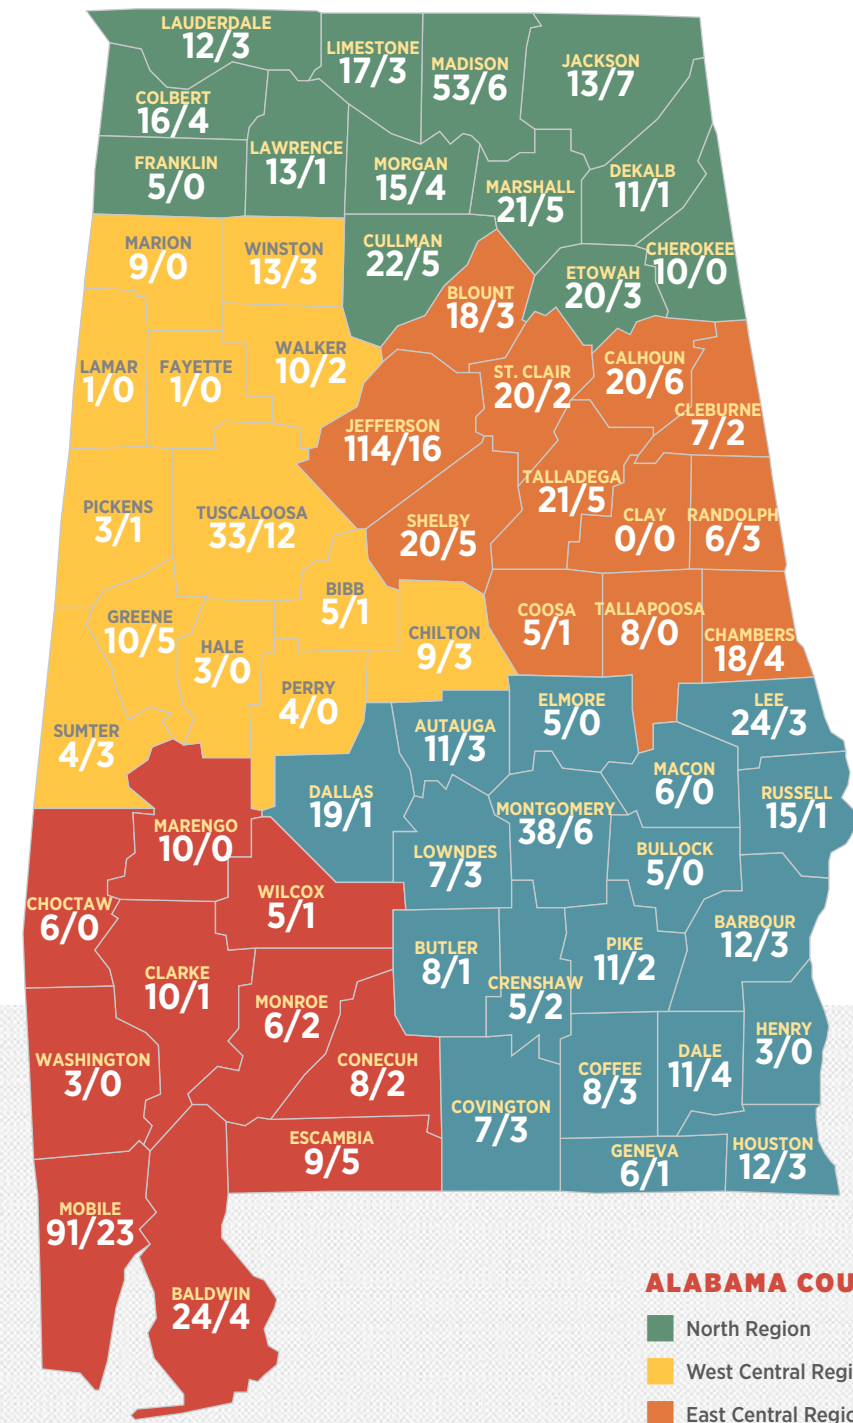 LAUDERDALE
12/3
LIMESTONE
17/3
MADISON
53/6
JACKSON
13/7
COLBERT
16/4
LAWRENCE
13/1
FRANKLIN
5/0
MORGAN
15/4
MARSHALL
21/5
DEKALB
11/1
MARION
9/0
WINSTON
13/3
CULLMAN
22/5
CHEROKEE
10/0
ETOWAH
20/3
BLOUNT
18/3
LAMAR
1/0
FAYETTE
1/0
WALKER
10/2
ST. CLAIR
20/2
CALHOUN
20/6
CLEBURNE
7/2
JEFFERSON
114/16
TALLADEGA
21/5
PICKENS
3/1
TUSCALOOSA
33/12
SHELBY
20/5
CLAY
0/0
RANDOLPH
6/3
BIBB
5/1
GREENE
10/5
HALE
3/0
CHILTON
9/3
COOSA
5/1
TALLAPOOSA
8/0
CHAMBERS
18/4
PERRY
4/0
SUMTER
4/3
AUTAUGA
11/3
ELMORE
5/0
LEE
24/3
DALLAS
19/1
MACON
6/0
RUSSELL
15/1
MONTGOMERY
38/6
MARENGO
10/0
LOWNDES
7/3
BULLOCK
5/0
CHOCTAW
6/0
WILCOX
5/1
BARBOUR
12/3
CLARKE
10/1
BUTLER
8/1
PIKE
11/2
CRENSHAW
5/2
MONROE
6/2
HENRY
3/0
WASHINGTON
3/0
CONECUH
8/2
COFFEE
8/3
DALE
11/4
COVINGTON
7/3
ESCAMBIA
9/5
GENEVA
6/1
HOUSTON
12/3
MOBILE
91/23
BALDWIN
24/4
ALABAMA COU
North Region
West Central Regi
East Central Regio